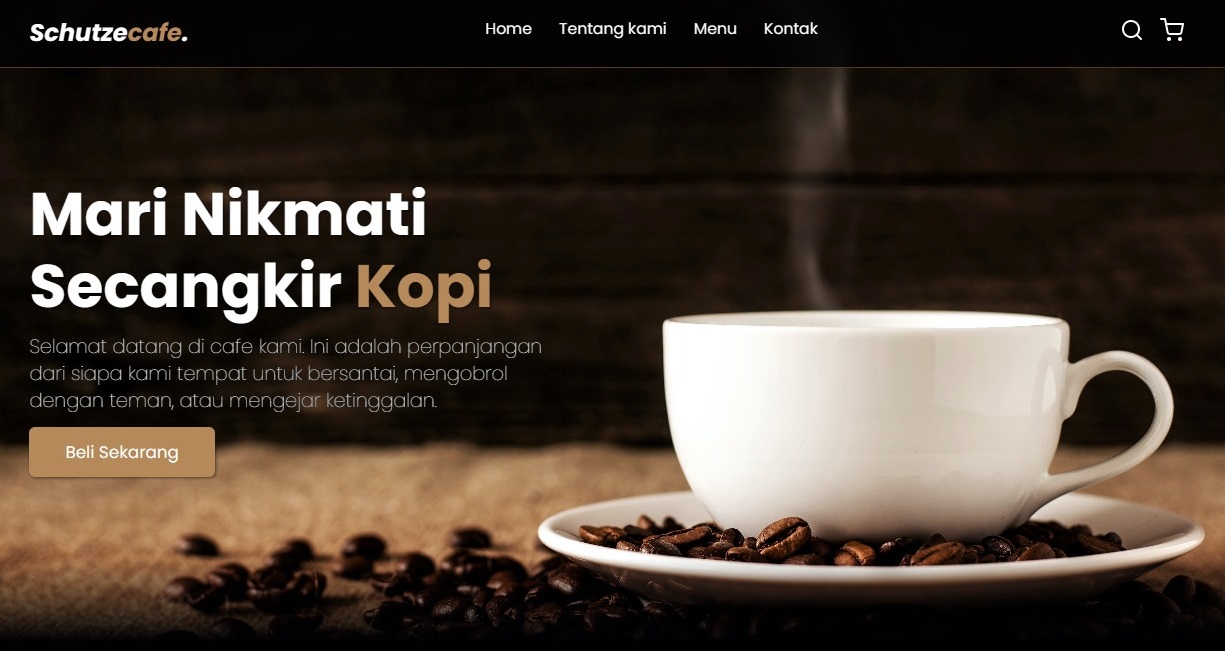 Schutzecafe.
Home Tentang kami Menu Kontak
Mari Nikmati
Secangkir Kopi
Selamat datang di cafe kami. Ini adalah perpanjangan
dari siapa kami tempat untuk bersantai, mengobrol
dengan teman, atau mengejar ketinggalan.
Beli Sekarang